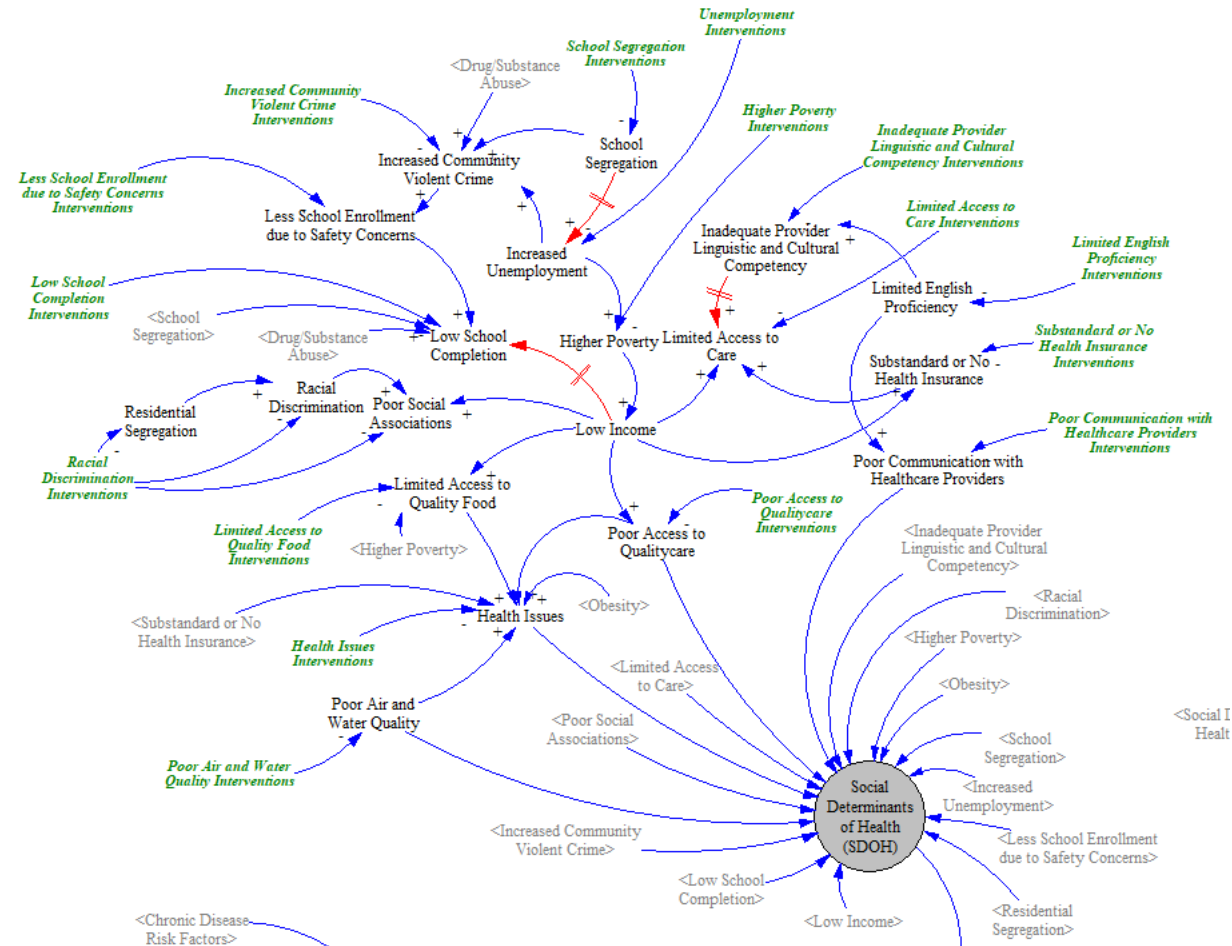 Unemployment
Interventions
School Segregation
Interventions
<Drug/Substance
Abuse>
Increased Community
Violent Crime
Interventions
Higher Poverty
Interventions
Inadequate Provider
Linguistic and Cultural
Competency Interventions
School
Segregation
Increased Community
Violent Crime
Less School Enrollment
due to Safety Concerns
Interventions
Less School Enrollment
due to Safety Concerns
Limited Access to
Care Interventions
Inadequate Provider
Linguistic and Cultural
Competency
Increased
Unemployment
Limited English
Proficiency
Interventions
Low School
Completion
Interventions
Limited English
Proficiency
<School
Segregation>
<Drug/Substance
Abuse>
Low School
Completion
Higher Poverty
Limited Access to
Care
Substandard or No
Health Insurance
Interventions
Substandard or No
Health Insurance
Racial
Discrimination
Poor Social
Associations
Residential
Segregation
Low Income
Poor Communication with
Healthcare Providers
Interventions
Racial
Discrimination
Interventions
Poor Communication with
Healthcare Providers
Limited Access to
Quality Food
Poor Access to
Qualitycare
Interventions
Limited Access to
Quality Food
Interventions
<Higher Poverty>
Poor Access to
Qualitycare
<Inadequate Provider
Linguistic and Cultural
Competency>
<Obesity>
<Racial
Discrimination>
Health Issues
<Substandard or No
Health Insurance>
Health Issues
Interventions
<Higher Poverty>
<Limited Access
to Care>
<Obesity>
Poor Air and
Water Quality
<Poor Social
Associations>
<Social D
Healt
<School
Segregation>
Poor Air and Water
Quality Interventions
Social
Determinants
of Health
(SDOH)
<Increased
Unemployment>
<Increased Community
Violent Crime>
<Less School Enrollment
due to Safety Concerns>
<Low School
Completion>
<Low Income>
<Residential
Segregation>
<Chronic Disease
Risk Factors>